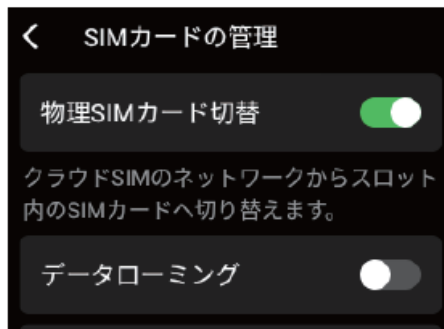 SIMカードの管理
物理SIMカード切替
クラウドSIMのネットワークからスロット
内のSIMカードへ切り替えます。
データローミング